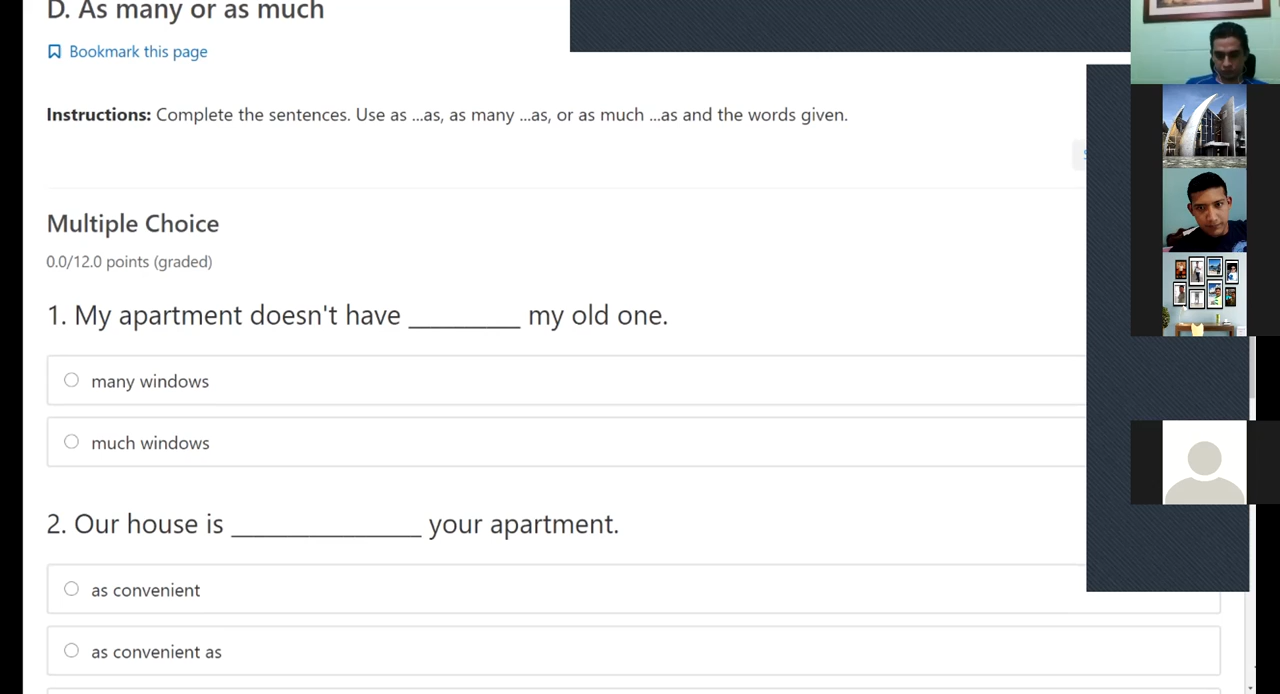 D. As many or as much
Bookmark this page
Instructions: Complete the sentences. Use as ...as, as many ...as, or as much ...as and the words given.
Multiple Choice
0.0/12.0 points (graded)
1. My apartment doesn't have _________ my old one.
many windows
much windows
2. Our house is _______________ your apartment.
as convenient
as convenient as